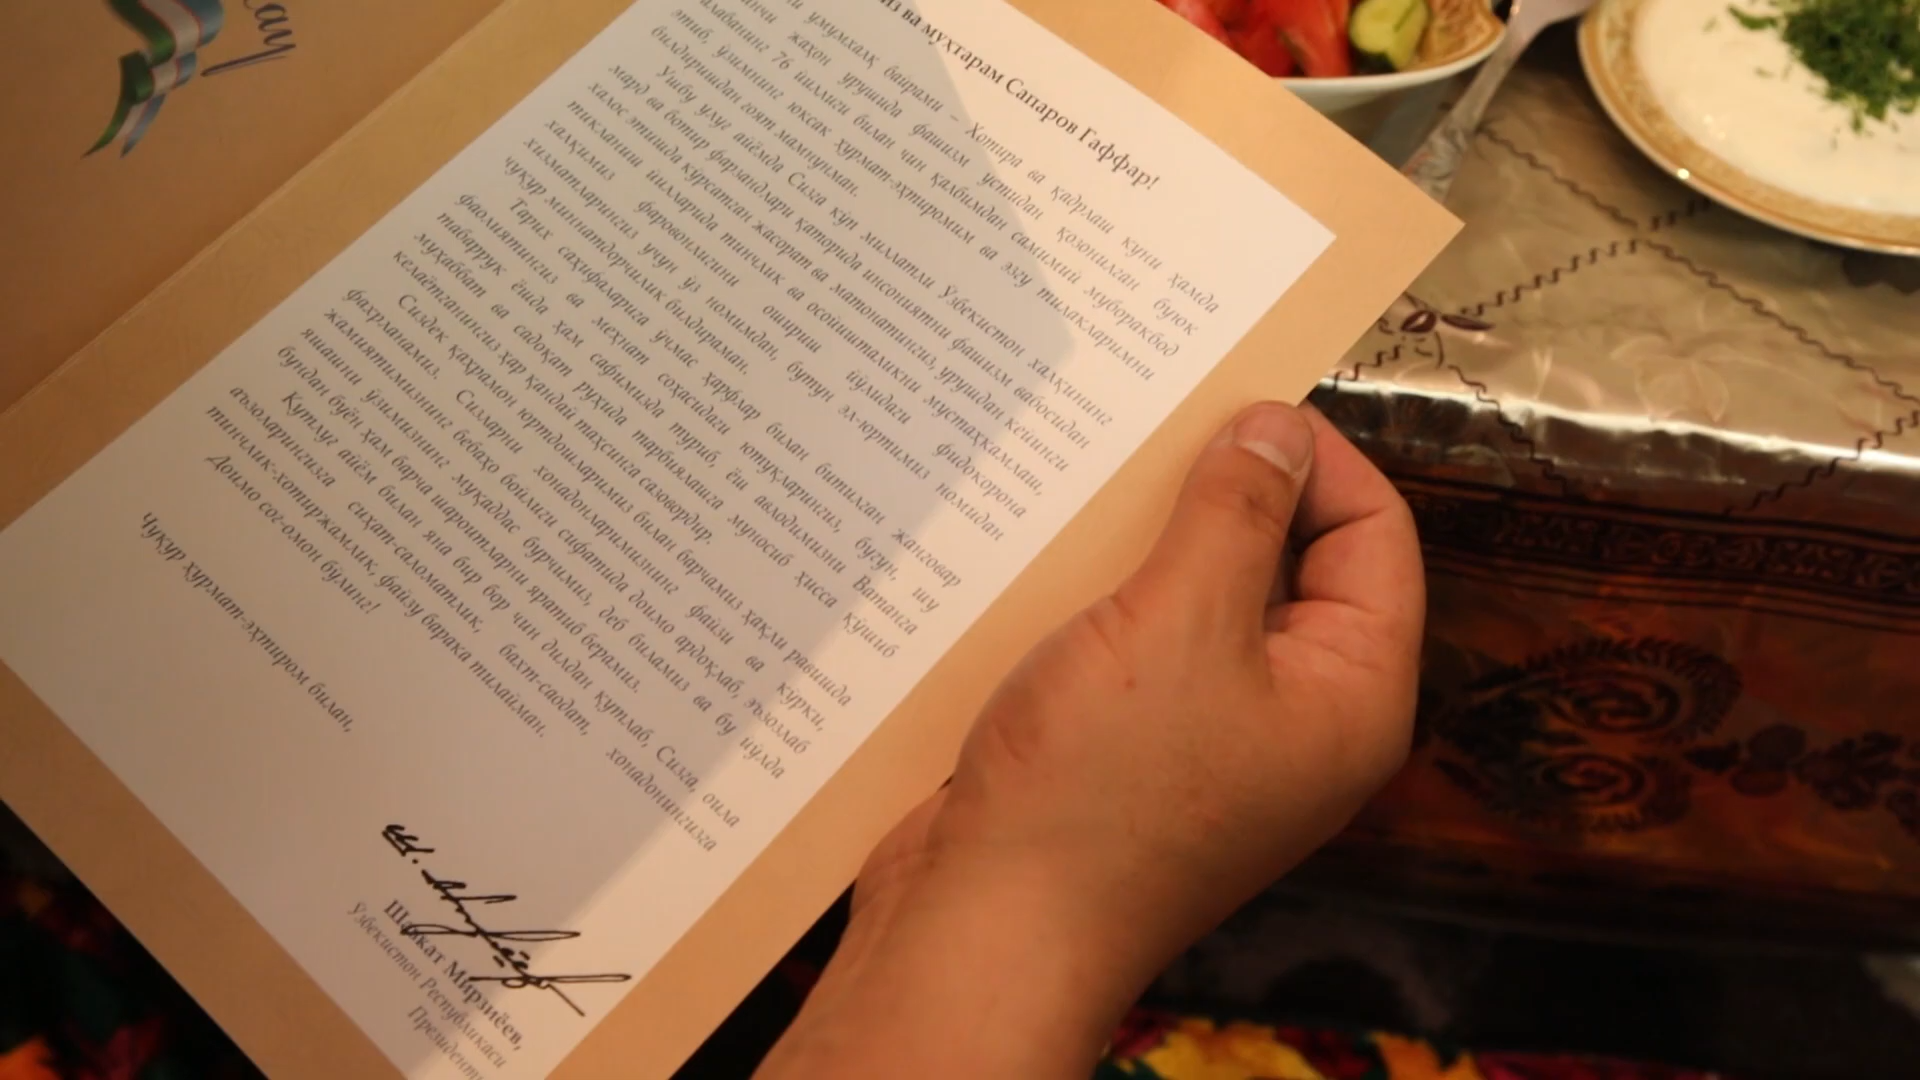 из ва муҳтарам Сапаров Гаффар!
умумхалқ байрами – Хотира ва қадрлаш куни ҳамда
жаҳон урушида фашизм устидан қозонилган буюк
ғалабанинг 76 йиллиги билан чин қалбимдан самимий муборакбод
этиб, ўзимнинг юксак ҳурмат-эҳтиромим ва эзгу тилакларимни
билдиришдан ғоят мамнунман.
Ушбу улуғ айёмда Сизга кўп миллатли Ўзбекистон халқининг
мард ва ботир фарзандлари қаторида инсониятни фашизм вабосидан
халос этишда кўрсатган жасорат ва матонатингиз, урушдан кейинги
тикланиш йилларида тинчлик ва осойишталикни мустаҳкамлаш,
халқимиз фаровонлигини ошириш йўлидаги фидокорона
хизматларингиз учун ўз номимдан, бутун эл-юртимиз номидан
чуқур миннатдорчилик билдираман.
Тарих саҳифаларига ўчмас ҳарфлар билан битилган жанговар
фаолиятингиз ва меҳнат соҳасидаги ютуқларингиз, бугун, шу
табаррук ёшда ҳам сафимизда туриб, ёш авлодимизни Ватанга
муҳаббат ва садоқат руҳида тарбиялашга муносиб ҳисса қўшиб
келаётганингиз ҳар қандай таҳсинга сазовордир.
Сиздек қаҳрамон юртдошларимиз билан барчамиз ҳақли равишда
фахрланамиз. Сизларни хонадонларимизнинг файзи ва кўрки,
жамиятимизнинг бебаҳо бойлиги сифатида доимо ардоқлаб, эъзозлаб
яшашни ўзимизнинг муқаддас бурчимиз, деб биламиз ва бу йўлда
бундан буён ҳам барча шароитларни яратиб берамиз.
Қутлуғ айём билан яна бир бор чин дилдан қутлаб, Сизга, оила
аъзоларингизга сиҳат-саломатлик, бахт-саодат, хонадонингизга
тинчлик-хотиржамлик, файзу барака тилайман.
Доимо соғ-омон бўлинг!
Чуқур ҳурмат-эҳтиром билан,
Шавкат Мирзиёев,
Ўзбекистон Республикаси
Президенти